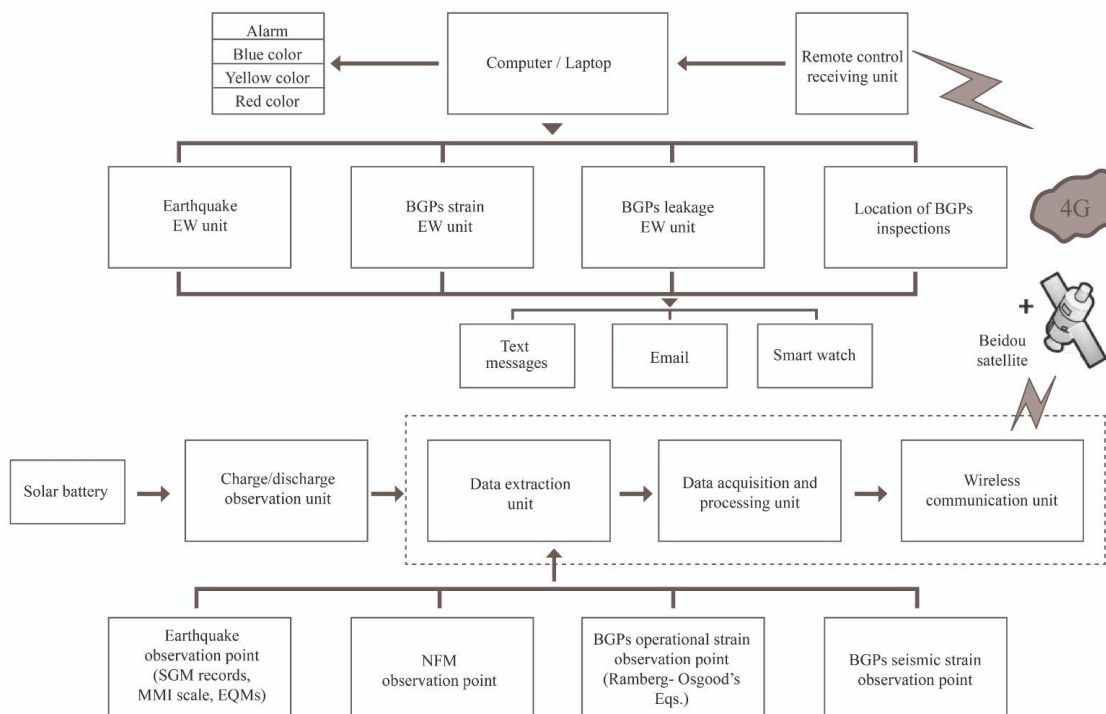 Alarm
Blue color
Yellow color
Red color
Computer / Laptop
Remote control
receiving unit
Earthquake
EW unit
BGPs strain
EW unit
BGPs leakage
EW unit
Location of BGPs
inspections
4G
Text
messages
Email
Smart watch
+
Beidou
satellite
Solar battery
Charge/discharge
observation unit
Data extraction
unit
Data acquisition and
processing unit
Wireless
communication unit
Earthquake
observation point
(SGM records,
MMI scale, EQMs)
NFM
observation point
BGPs operational strain
observation point
(Ramberg- Osgood’s
Eqs.)
BGPs seismic strain
observation point